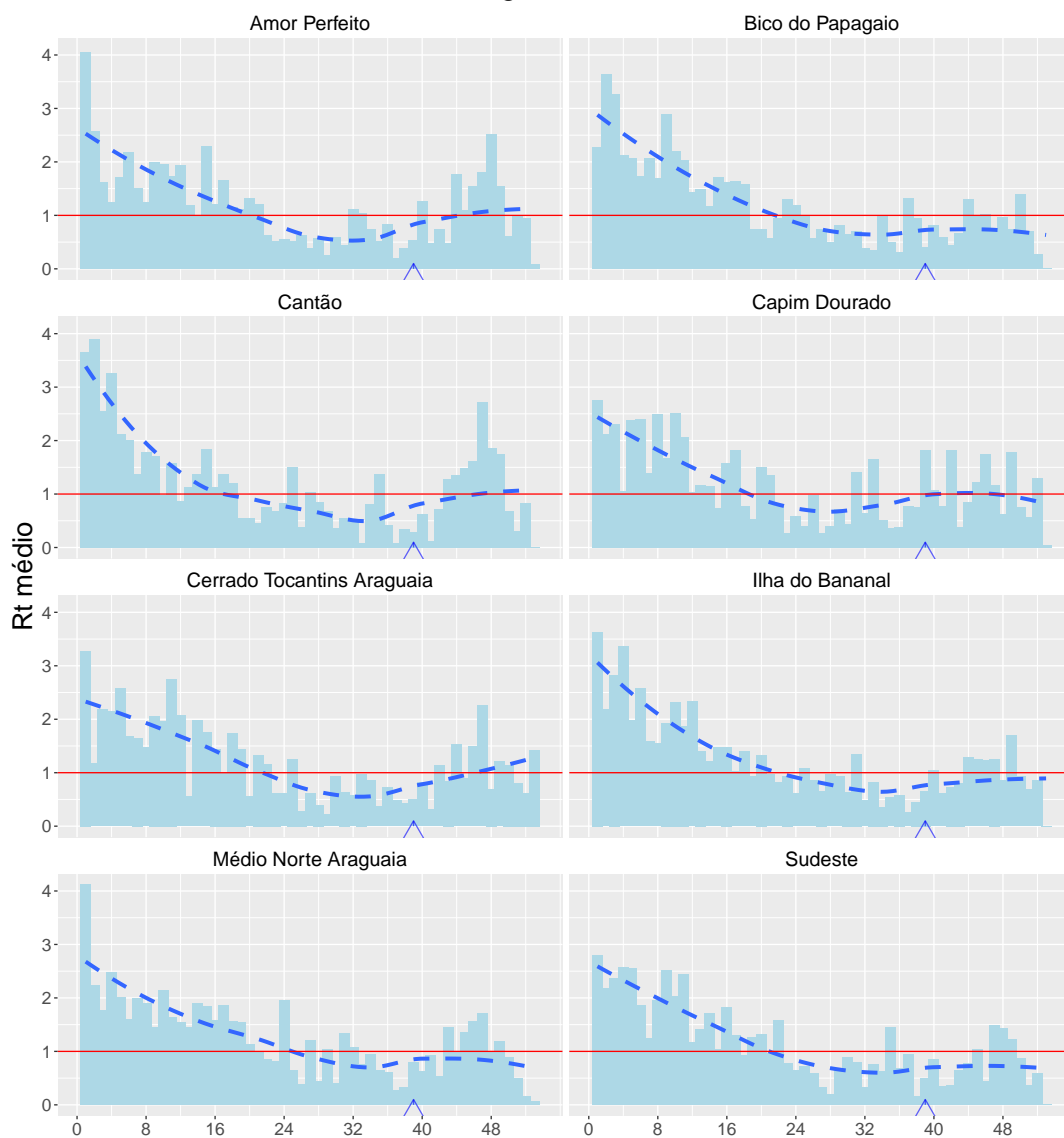 Amor Perfeito
Bico do Papagaio
4
3
2
1
0
Cantão
Capim Dourado
4
3
2
1
0
Rt médio
Cerrado Tocantins Araguaia
Ilha do Bananal
4
3
2
1
0
Médio Norte Araguaia
Sudeste
4
3
2
1
0
0 8 16 24 32 40 48
0 8 16 24 32 40 48